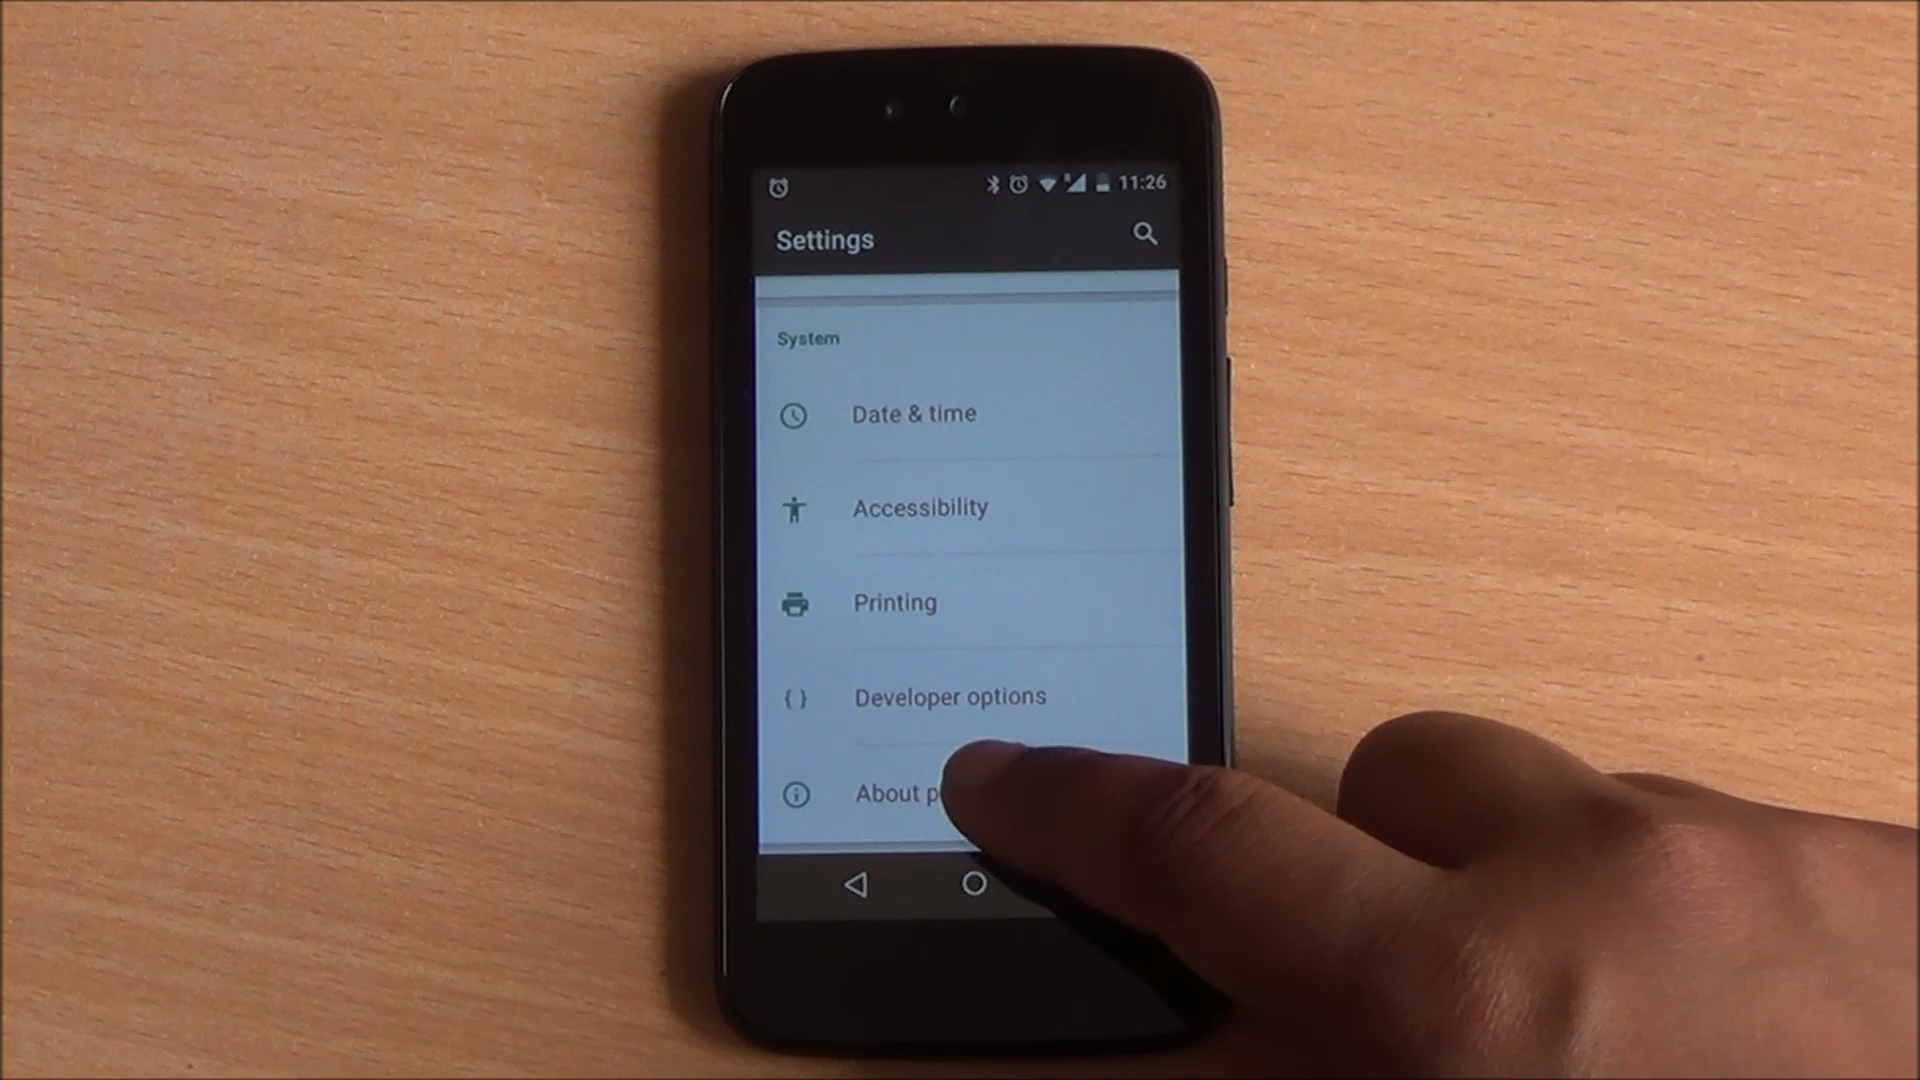 11:26
Settings
System
Date & time
Accessibility
Printing
{ } Developer options
About